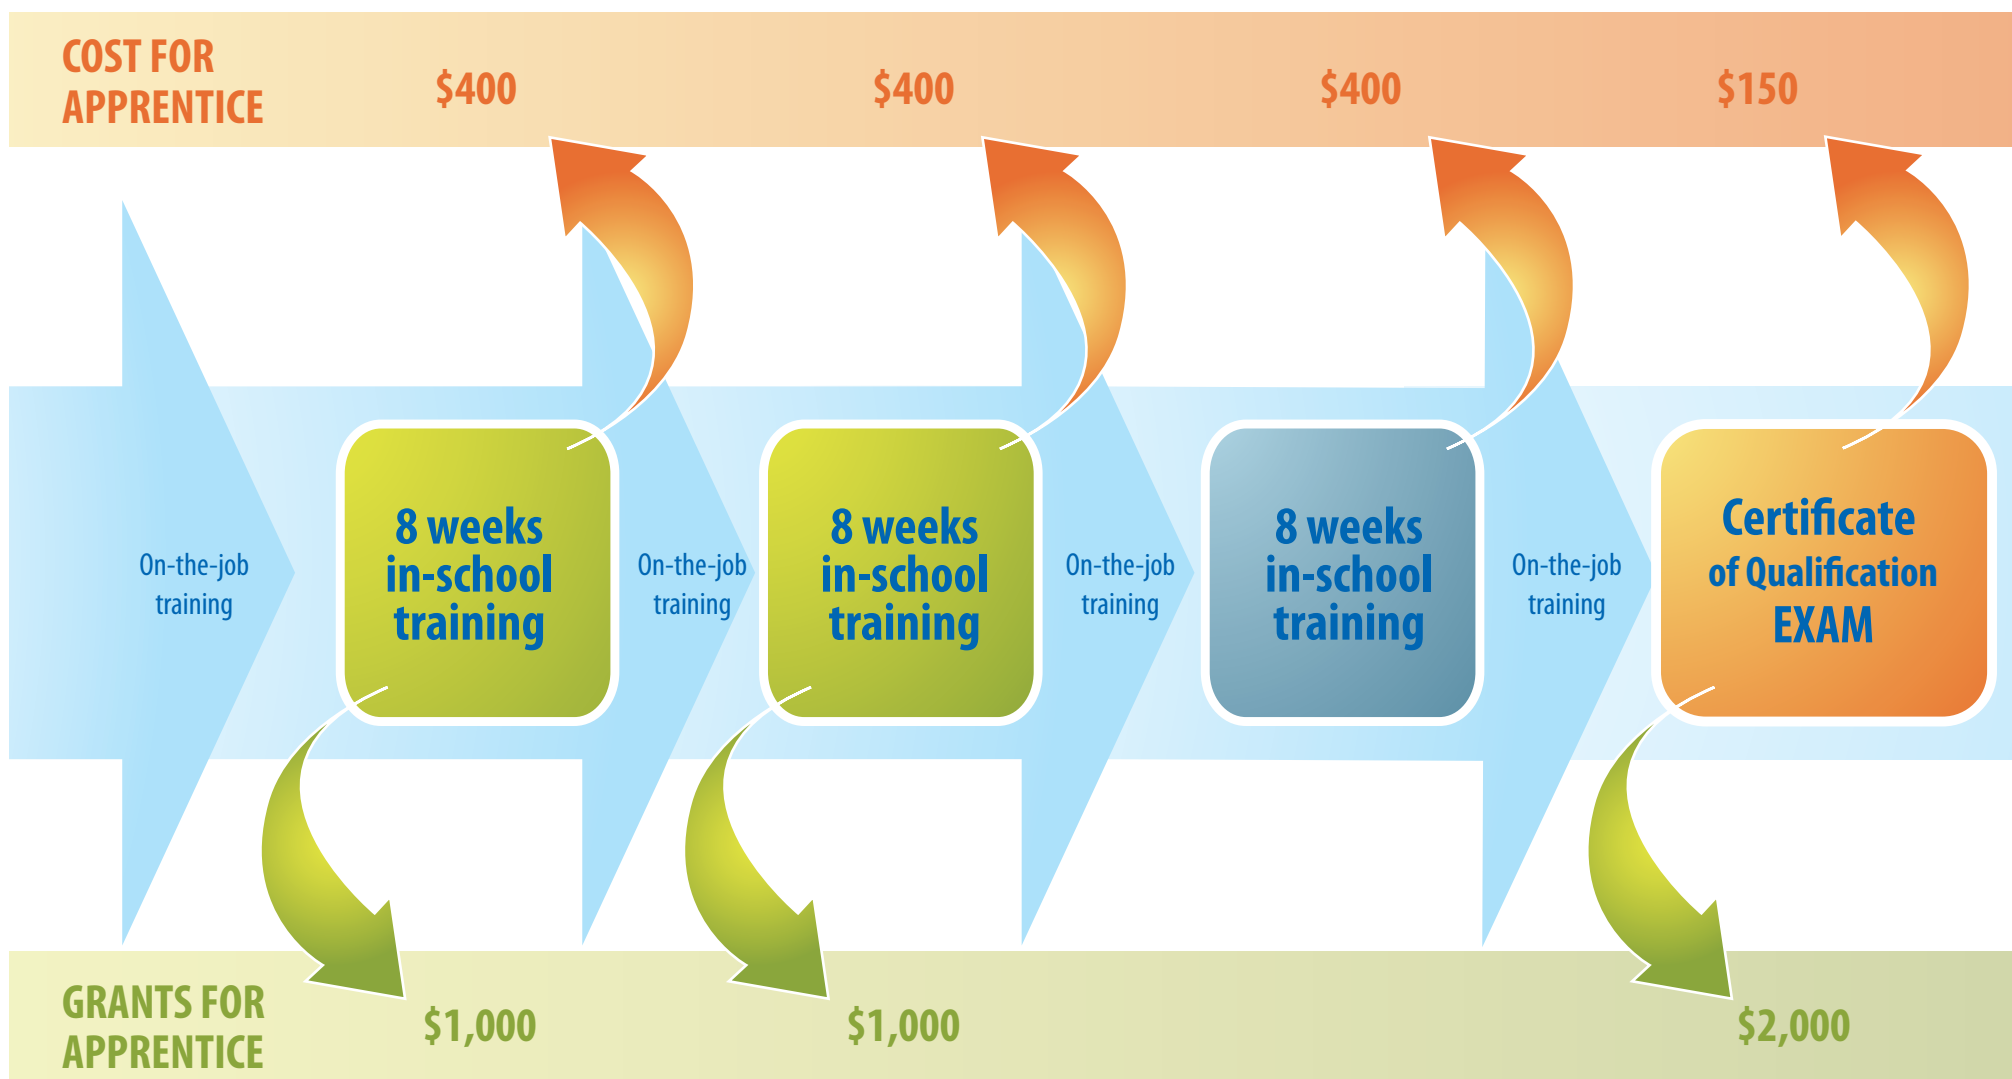 COST FOR
APPRENTICE
$400
$400
$400
$150
On-the-job
training
8 weeks
in-school
training
On-the-job
training
8 weeks
in-school
training
On-the-job
training
8 weeks
in-school
training
On-the-job
training
Certificate
of Qualification
EXAM
GRANTS FOR
APPRENTICE
$1,000
$1,000
$2,000